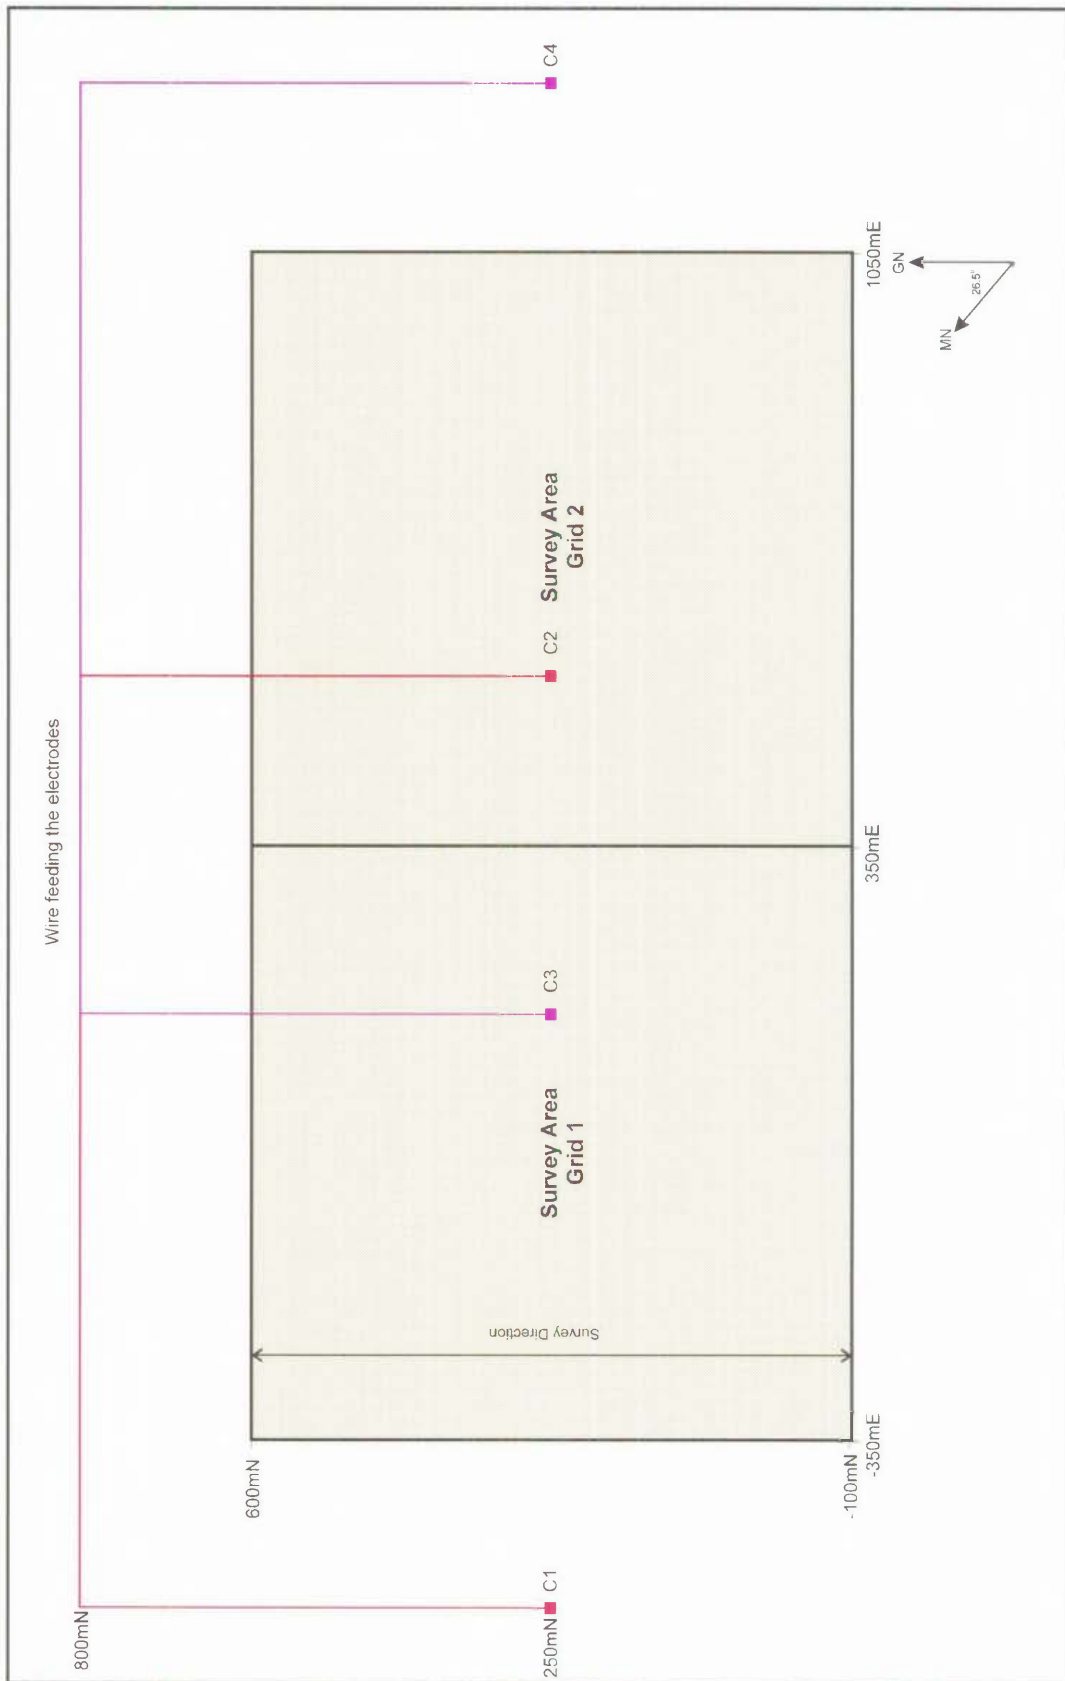 Wire feeding the electrodes
800mN
600mN
250mN
C1
C3
C2
C4
Survey Area
Grid 1
Survey Area
Grid 2
Survey Direction
-100mN
-350mE
350mE
1050mE
GN
MN
26.5°